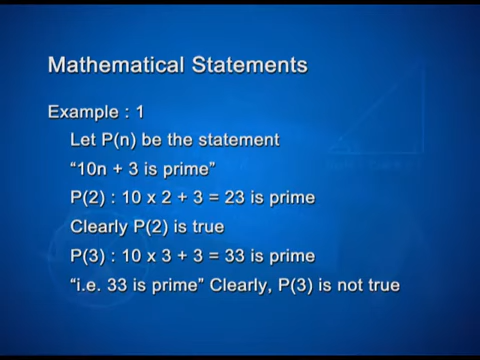 Mathematical Statements
Example : 1
Let P(n) be the statement
“10n + 3 is prime”
P(2) : 10 x 2 + 3 = 23 is prime
Clearly P(2) is true
P(3) : 10 x 3 + 3 = 33 is prime
“i.e. 33 is prime” Clearly, P(3) is not true